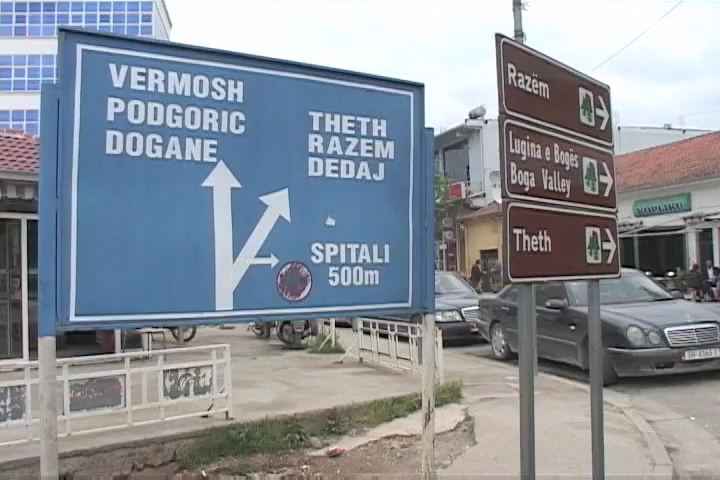 VERMOSH
PODGORIC
DOGANE
THETH
RAZEM
DEDAJ
SPITALI
500m
Razëm
Lugina e Bogës
Boga Valley
Theth